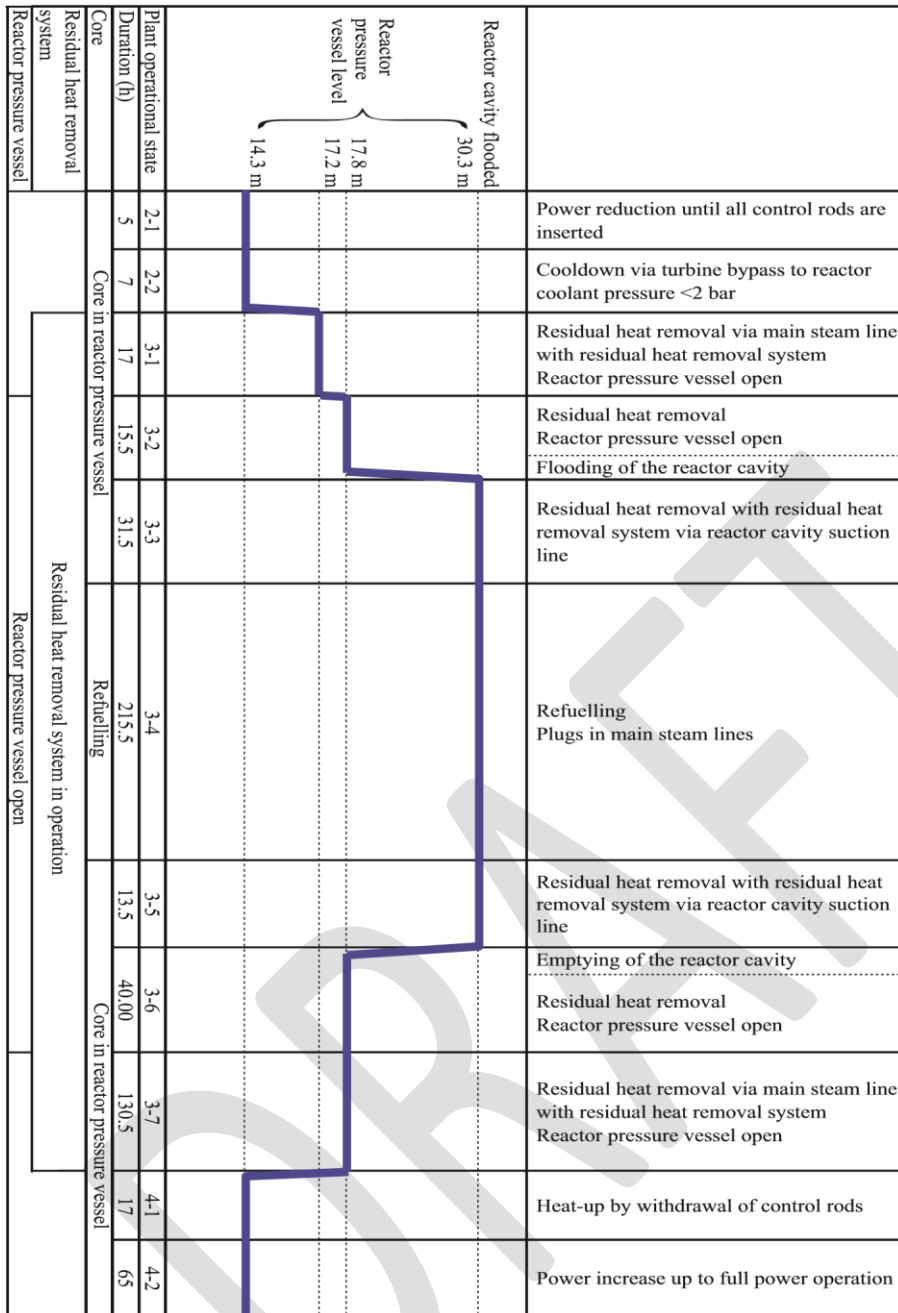 Reactor cavity flooded
Reactor
pressure
vessel level
30.3 m
17.8 m
17.2 m
14.3 m
Plant operational state
Duration (h)
Core
Residual heat removal
system
Reactor pressure vessel
Power reduction until all control rods are
inserted
2-1
5
Cooldown via turbine bypass to reactor
coolant pressure <2 bar
2-2
7
Residual heat removal via main steam line
with residual heat removal system
Reactor pressure vessel open
3-1
17
Residual heat removal
Reactor pressure vessel open
Flooding of the reactor cavity
3-2
15.5
Residual heat removal with residual heat
removal system via reactor cavity suction
line
3-3
31.5
Refuelling
Plugs in main steam lines
3-4
215.5
Residual heat removal with residual heat
removal system via reactor cavity suction
line
3-5
13.5
Emptying of the reactor cavity
Residual heat removal
Reactor pressure vessel open
3-6
40.00
Residual heat removal via main steam line
with residual heat removal system
Reactor pressure vessel open
3-7
130.5
Heat-up by withdrawal of control rods
4-1
17
Power increase up to full power operation
4-2
65
Core in reactor pressure vessel
Refuelling
Core in reactor pressure vessel
Residual heat removal system in operation
Reactor pressure vessel open
DRAFT